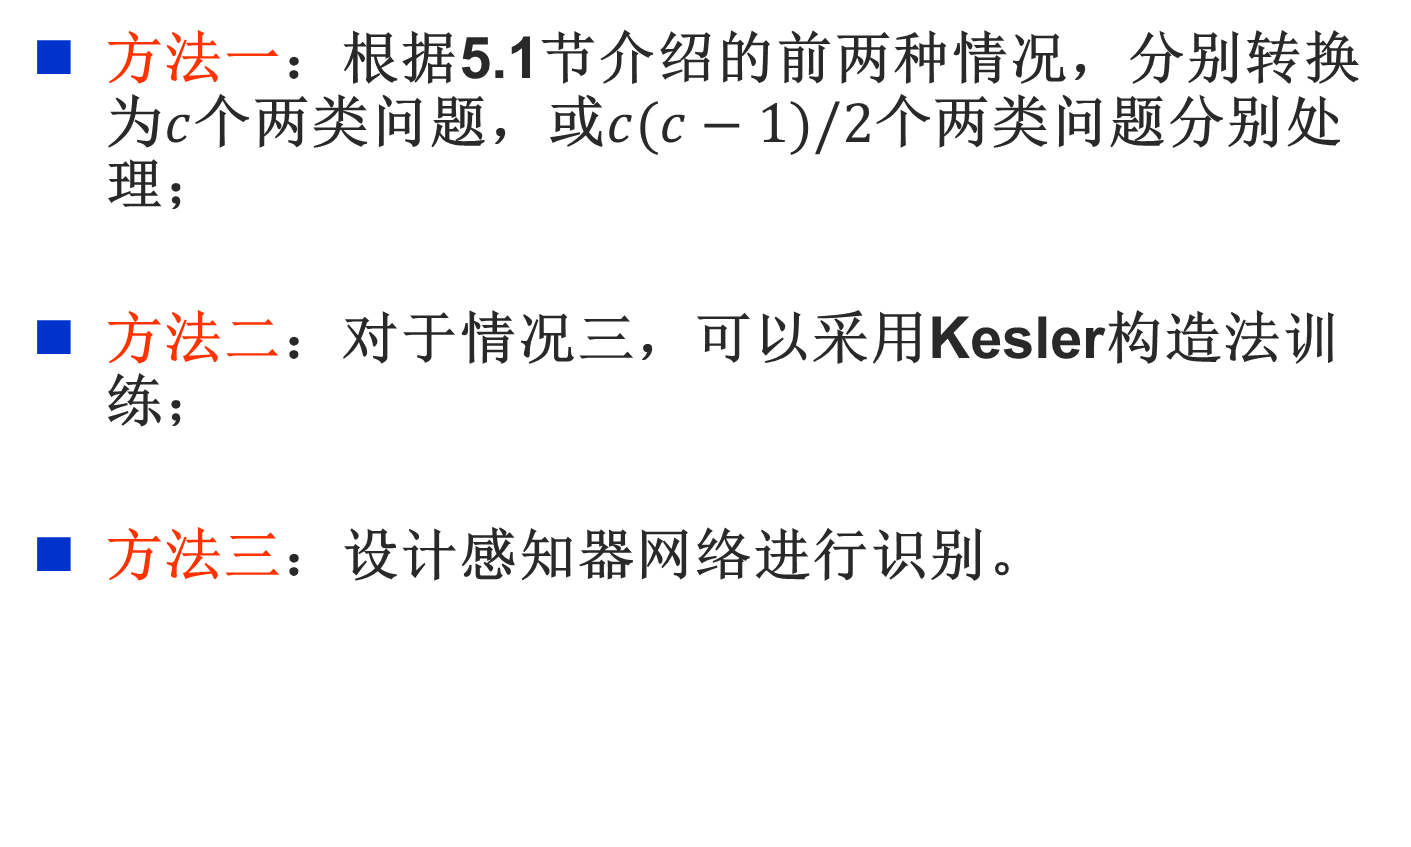 ■ 方法一：根据5.1节介绍的前两种情况，分别转换
为c个两类问题，或c(c − 1)/2个两类问题分别处
理；
■ 方法二：对于情况三，可以采用Kesler构造法训
练；
■ 方法三：设计感知器网络进行识别。